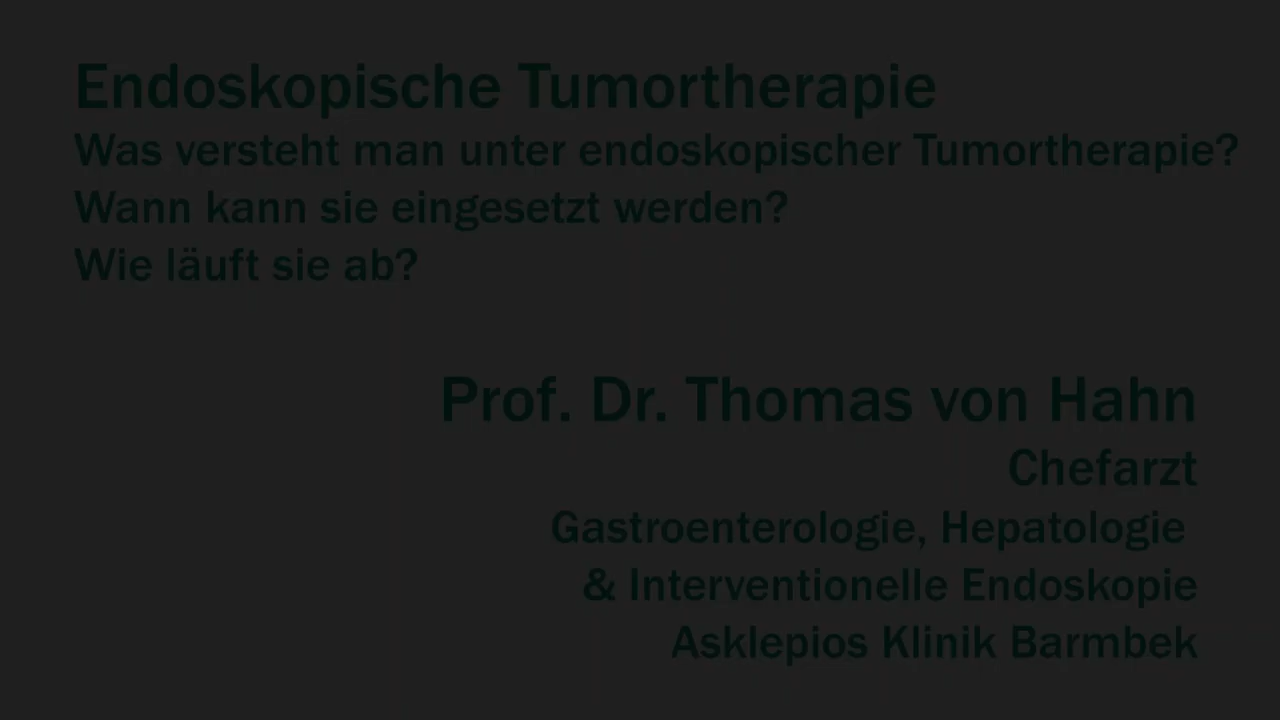 Endoskopische Tumortherapie
Was versteht man unter endoskopischer Tumortherapie?
Wann kann sie eingesetzt werden?
Wie läuft sie ab?
Prof. Dr. Thomas von Hahn
Chefarzt
Gastroenterologie, Hepatologie
& Interventionelle Endoskopie
Asklepios Klinik Barmbek